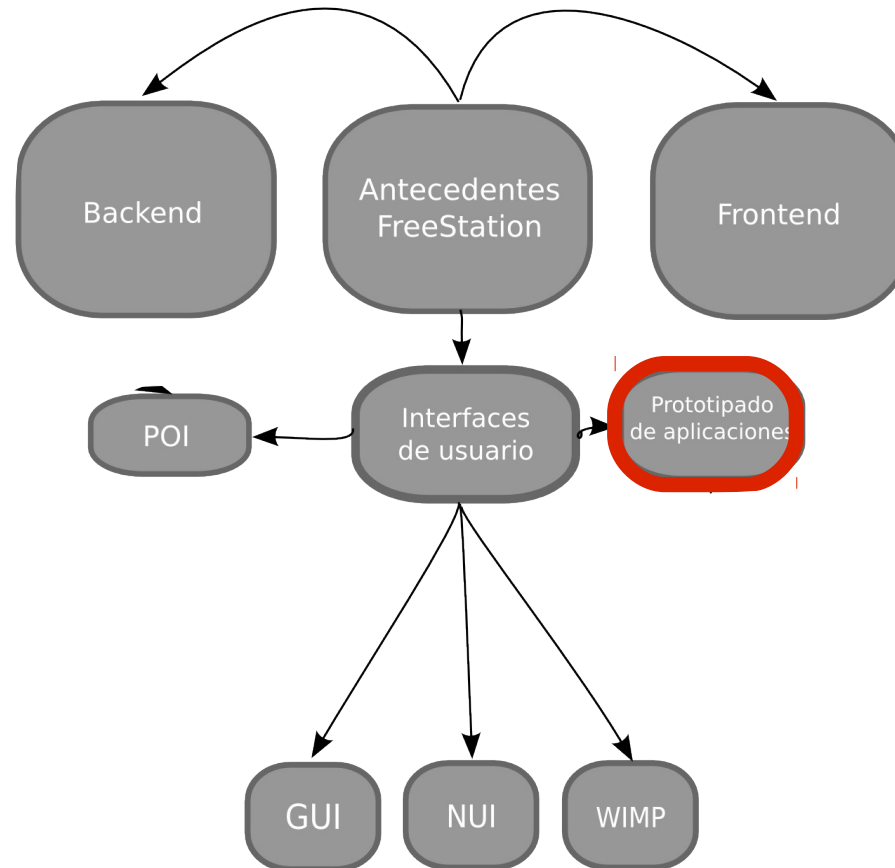 Backend
Antecedentes
FreeStation
Frontend
POI
Interfaces
de usuario
Prototipado
de aplicaciones
GUI
NUI
WIMP